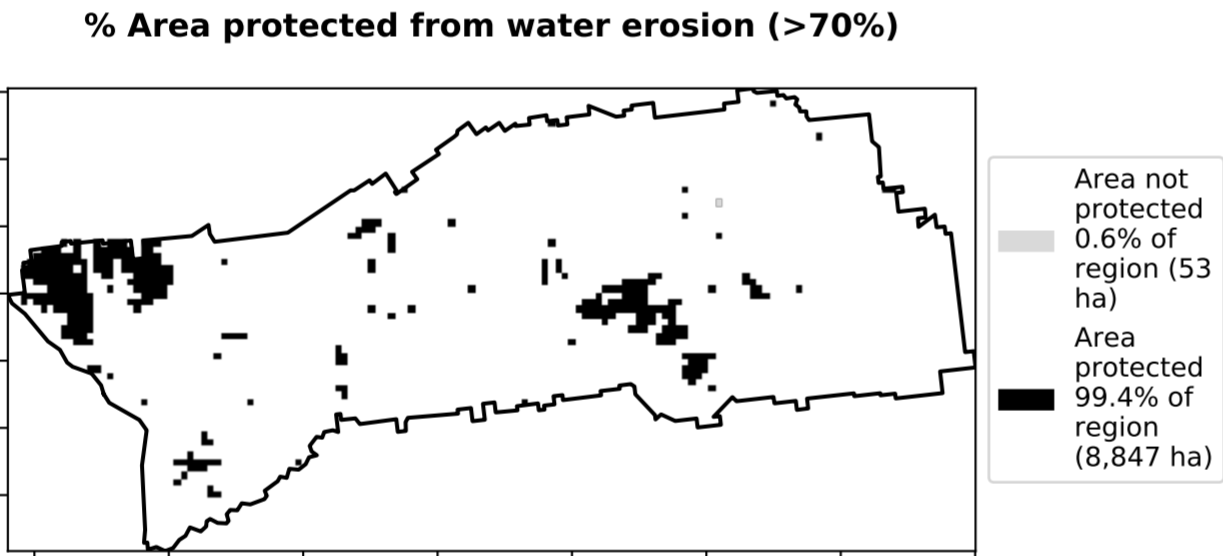 % Area protected from water erosion (>70%)
Area not
protected
0.6% of
region (53
ha)
Area
protected
99.4% of
region
(8,847 ha)